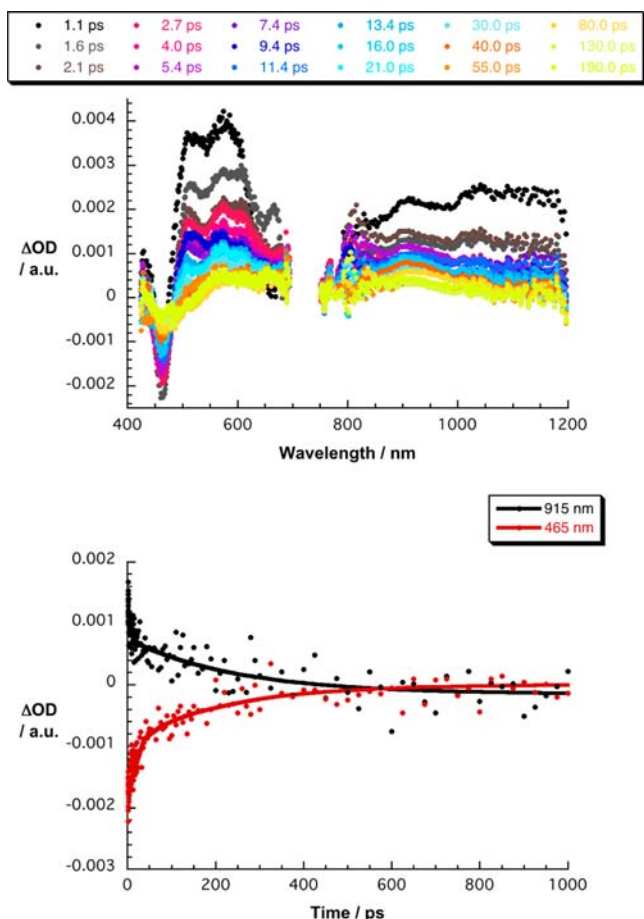 1.1 ps 2.7 ps 7.4 ps 13.4 ps 30.0 ps 80.0 ps
1.6 ps 4.0 ps 9.4 ps 16.0 ps 40.0 ps 130.0 ps
2.1 ps 5.4 ps 11.4 ps 21.0 ps 55.0 ps 190.0 ps
0.004
0.003
0.002
0.001
0
-0.001
-0.002
ΔOD
/ a.u.
400 600 800 1000 1200
Wavelength / nm
915 nm
465 nm
0.002
0.001
0
-0.001
-0.002
-0.003
ΔOD
/ a.u.
0 200 400 600 800 1000
Time / ps